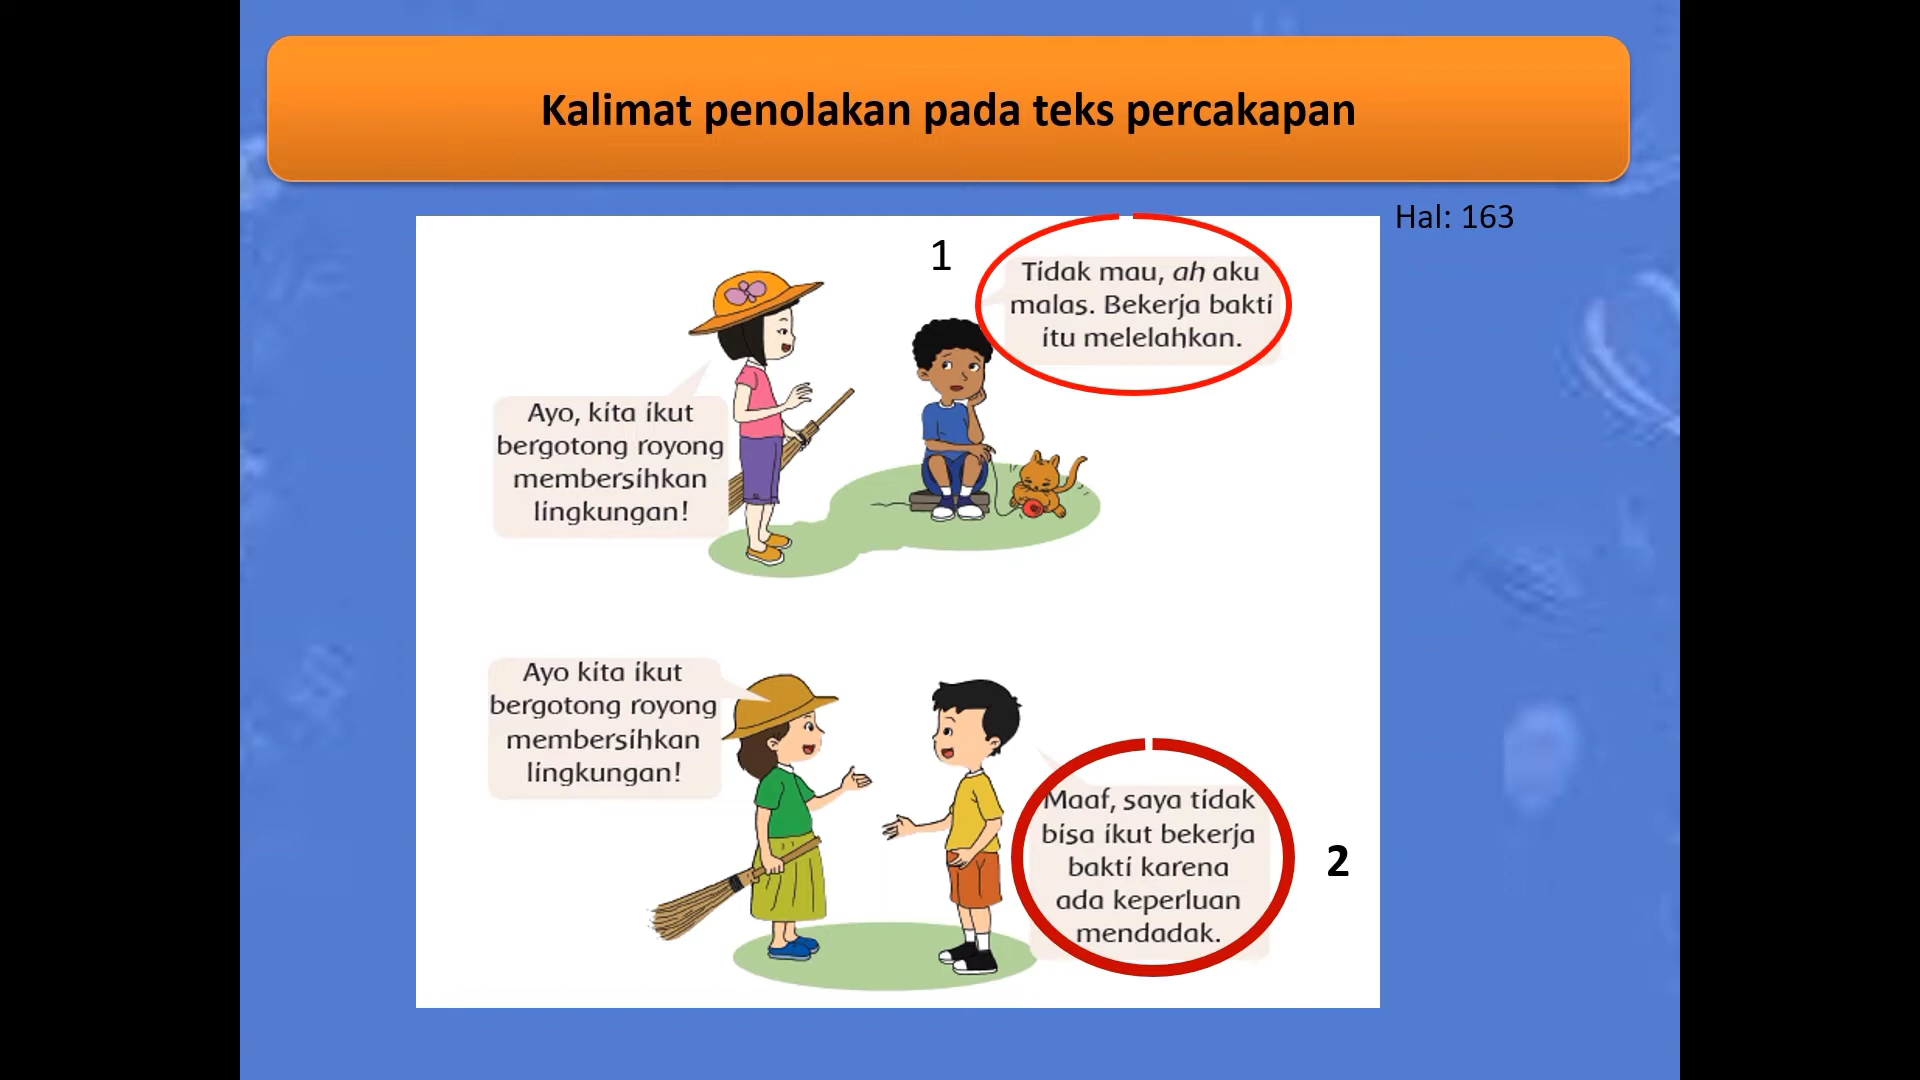 Kalimat penolakan pada teks percakapan
Hal: 163
1
Tidak mau, ah aku
malas. Bekerja bakti
itu melelahkan.
Ayo, kita ikut
bergotong royong
membersihkan
lingkungan!
Ayo kita ikut
bergotong royong
membersihkan
lingkungan!
Maaf, saya tidak
bisa ikut bekerja
bakti karena
ada keperluan
mendadak.
2